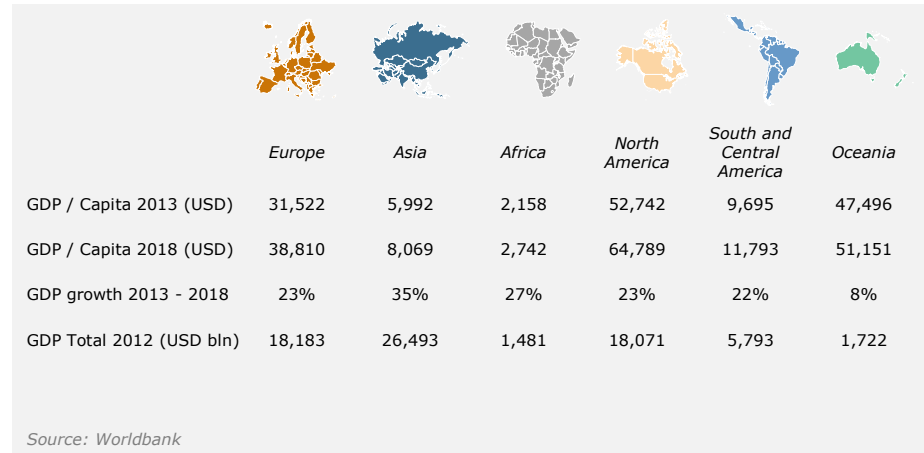 Europe Asia Africa North America South and Central America Oceania
GDP / Capita 2013 (USD) 31,522 5,992 2,158 52,742 9,695 47,496
GDP / Capita 2018 (USD) 38,810 8,069 2,742 64,789 11,793 51,151
GDP growth 2013 - 2018 23% 35% 27% 23% 22% 8%
GDP Total 2012 (USD bln) 18,183 26,493 1,481 18,071 5,793 1,722
Source: Worldbank